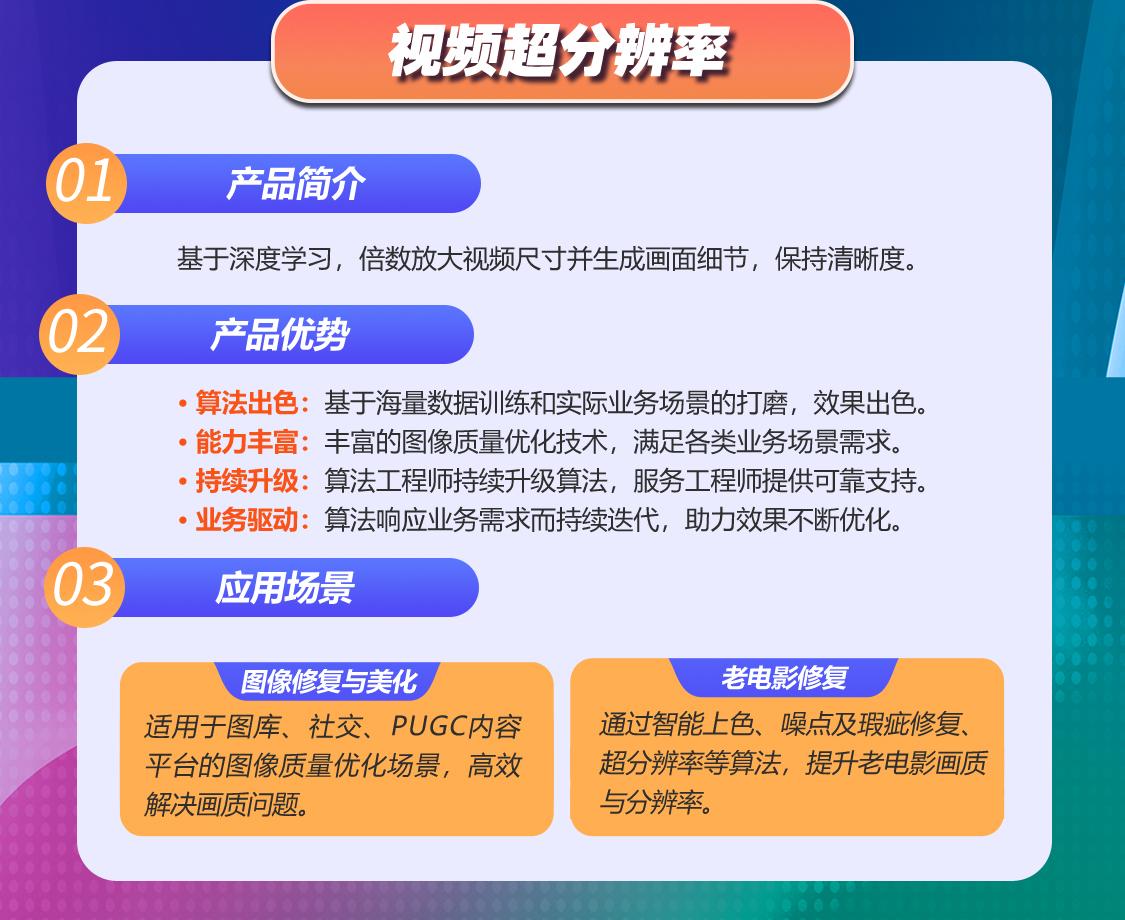 视频超分辨率
01 产品简介
基于深度学习，倍数放大视频尺寸并生成画面细节，保持清晰度。
02 产品优势
• 算法出色：基于海量数据训练和实际业务场景的打磨，效果出色。
• 能力丰富：丰富的图像质量优化技术，满足各类业务场景需求。
• 持续升级：算法工程师持续升级算法，服务工程师提供可靠支持。
• 业务驱动：算法响应业务需求而持续迭代，助力效果不断优化。
03 应用场景
图像修复与美化
适用于图库、社交、PUGC内容
平台的图像质量优化场景，高效
解决画质问题。
老电影修复
通过智能上色、噪点及瑕疵修复、
超分辨率等算法，提升老电影画质
与分辨率。